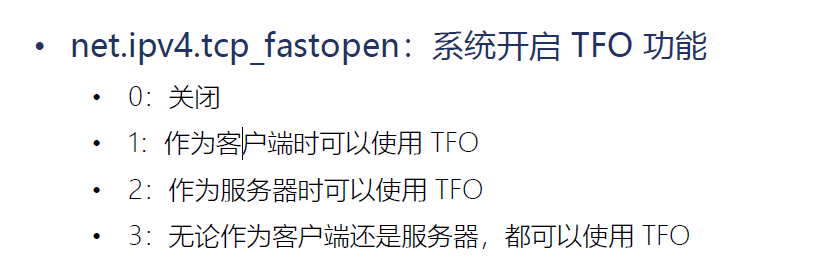 • net.ipv4.tcp_fastopen：系统开启 TFO 功能
• 0：关闭
• 1：作为客户端时可以使用 TFO
• 2：作为服务器时可以使用 TFO
• 3：无论作为客户端还是服务器，都可以使用 TFO